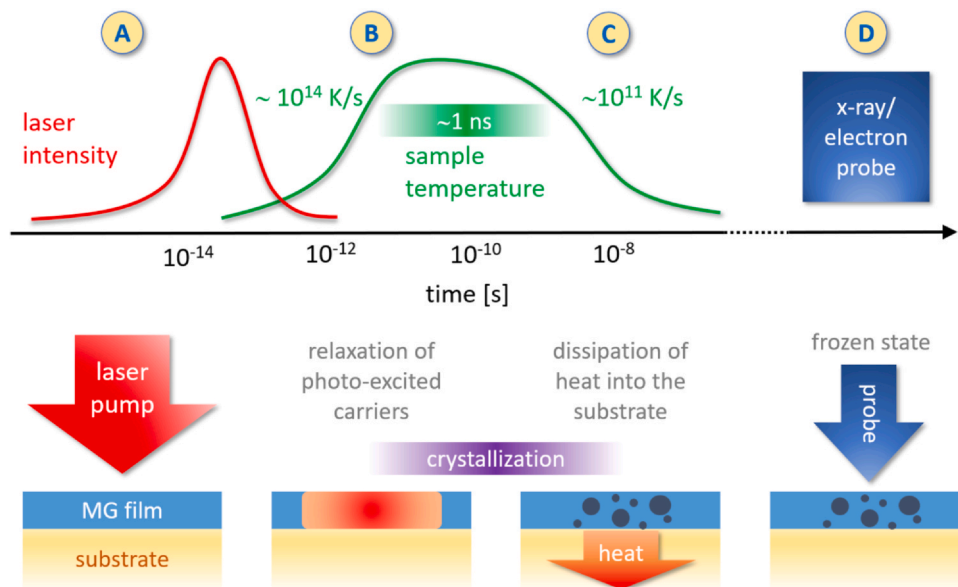 A
B
C
D
laser
intensity
~ 10¹⁴ K/s
~1 ns
sample
temperature
~10¹¹ K/s
x-ray/
electron
probe
10⁻¹⁴
10⁻¹²
10⁻¹⁰
10⁻⁸
time [s]
laser
pump
relaxation of
photo-excited
carriers
dissipation of
heat into the
substrate
frozen state
probe
crystallization
MG film
substrate
heat